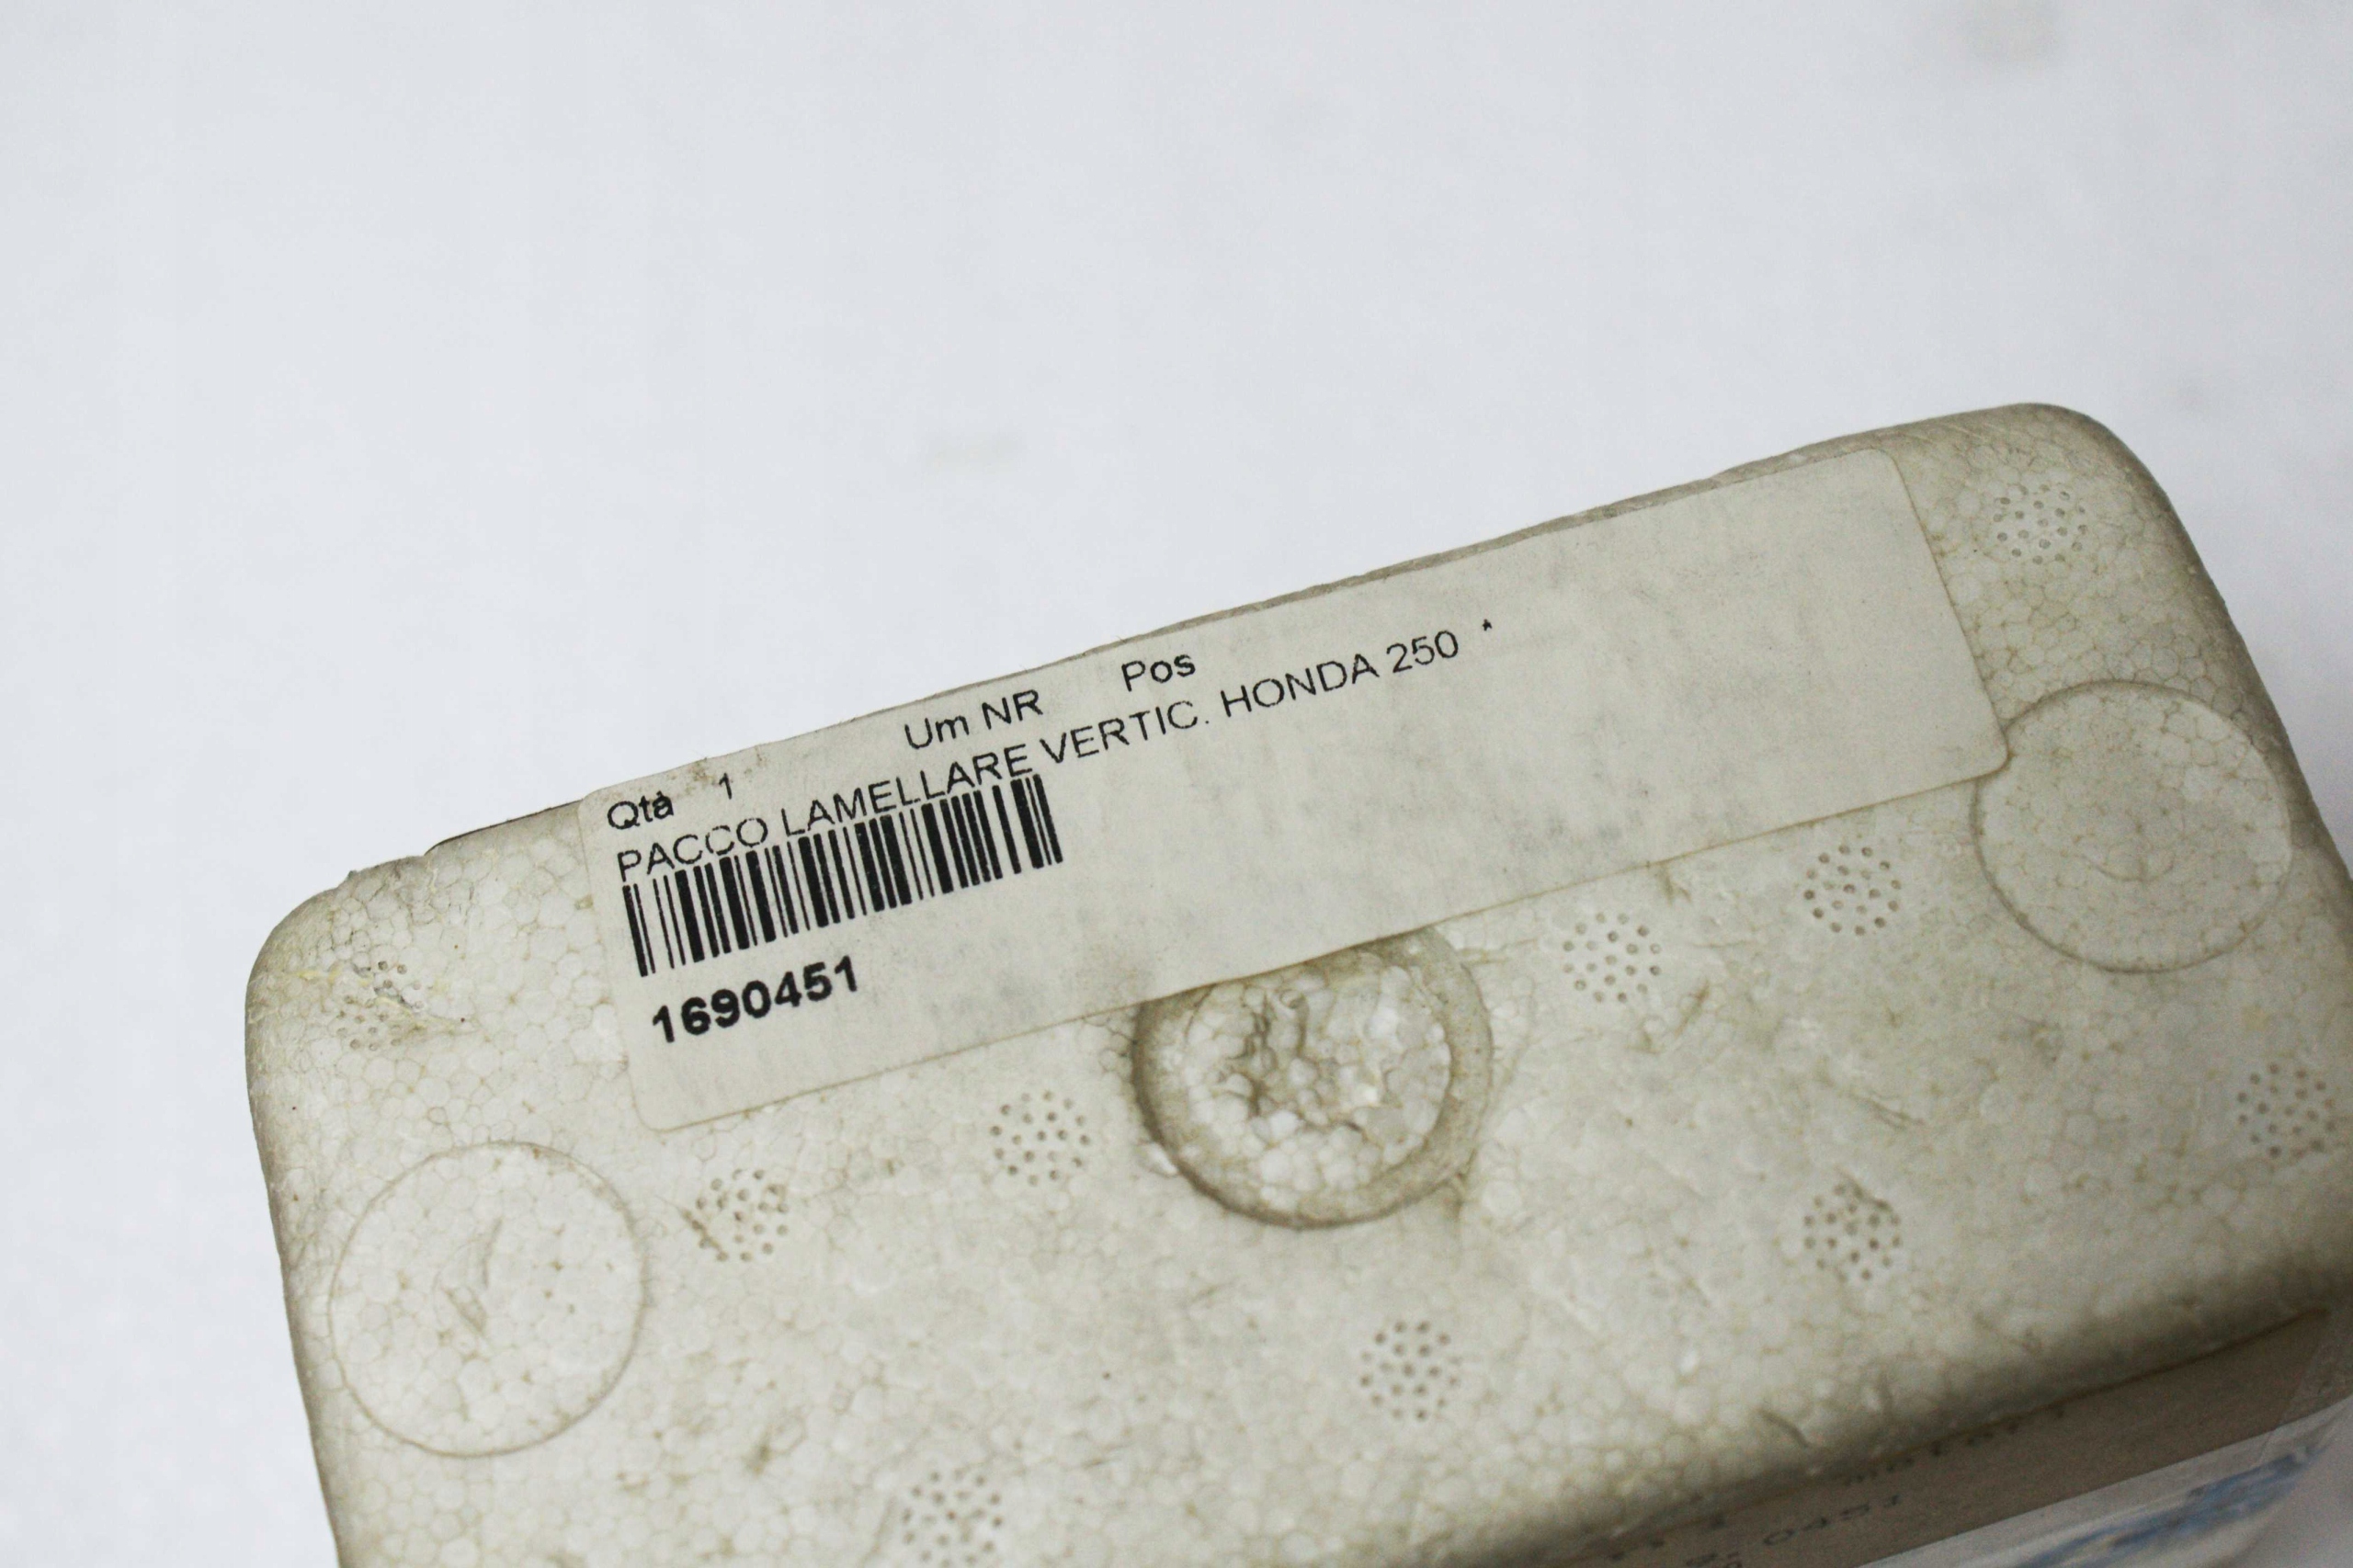 Qtà 1 Um NR Pos
PACCO LAMELLARE VERTIC. HONDA 250 *
1690451